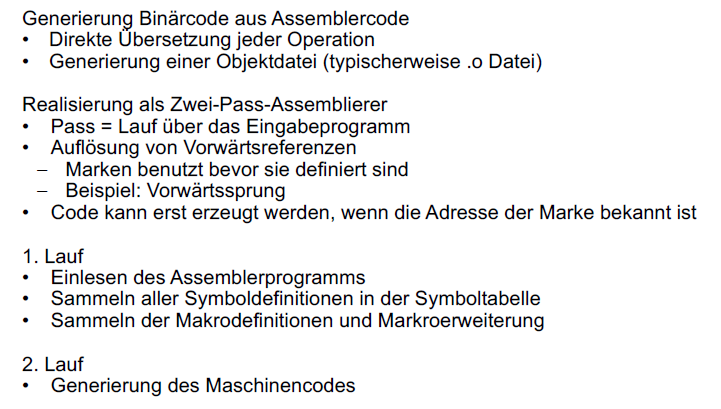 Generierung Binärcode aus Assemblercode
• Direkte Übersetzung jeder Operation
• Generierung einer Objektdatei (typischerweise .o Datei)
Realisierung als Zwei-Pass-Assemblierer
• Pass = Lauf über das Eingabeprogramm
• Auflösung von Vorwärtsreferenzen
– Marken benutzt bevor sie definiert sind
– Beispiel: Vorwärtssprung
• Code kann erst erzeugt werden, wenn die Adresse der Marke bekannt ist
1. Lauf
• Einlesen des Assemblerprogramms
• Sammeln aller Symboldefinitionen in der Symboltabelle
• Sammeln der Makrodefinitionen und Markroerweiterung
2. Lauf
• Generierung des Maschinencodes